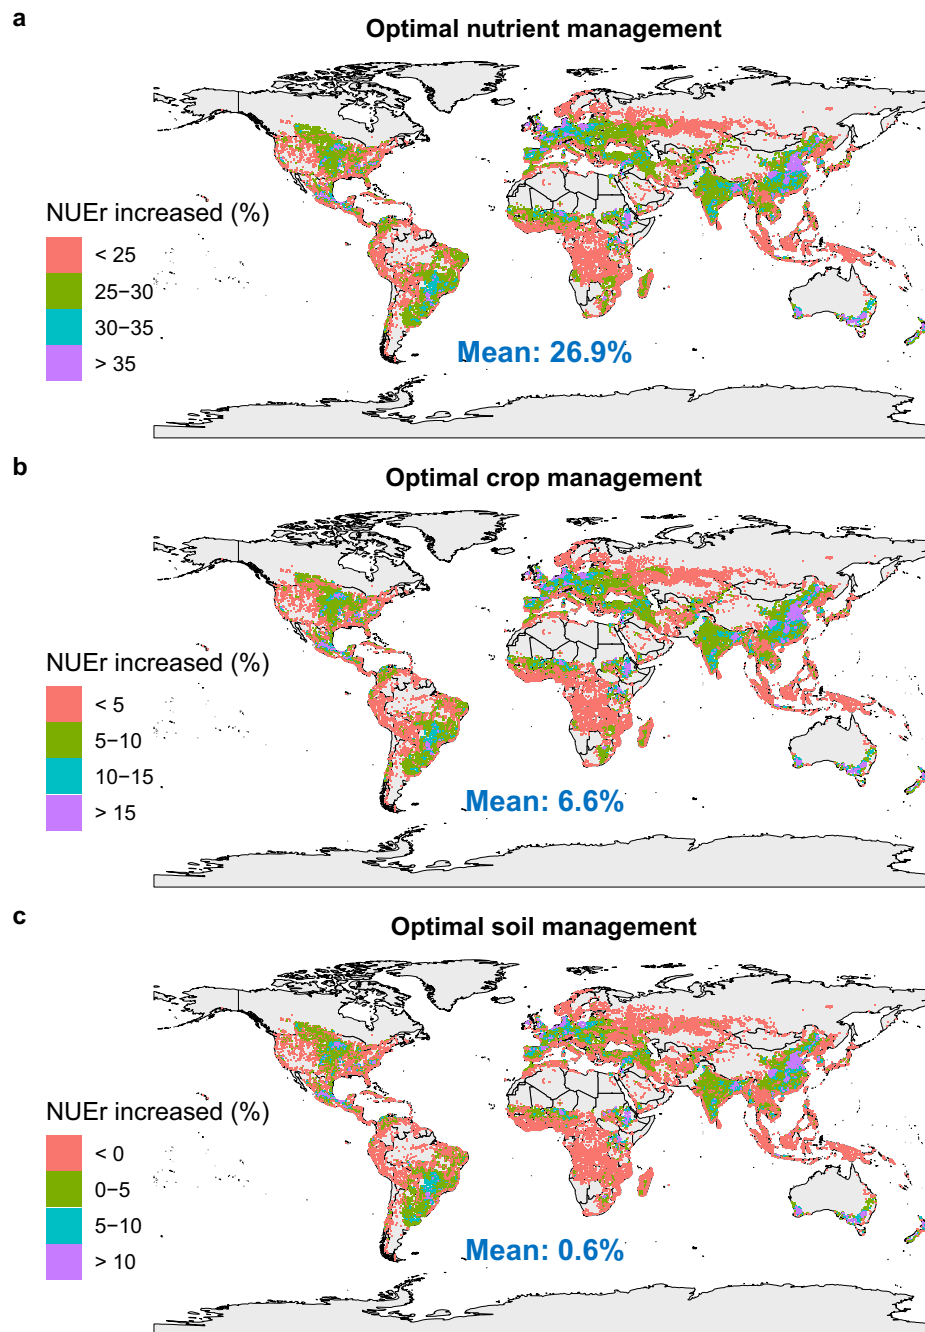 a
Optimal nutrient management
NUEr increased (%)
< 25
25−30
30−35
> 35
Mean: 26.9%
b
Optimal crop management
NUEr increased (%)
< 5
5−10
10−15
> 15
Mean: 6.6%
c
Optimal soil management
NUEr increased (%)
< 0
0−5
5−10
> 10
Mean: 0.6%